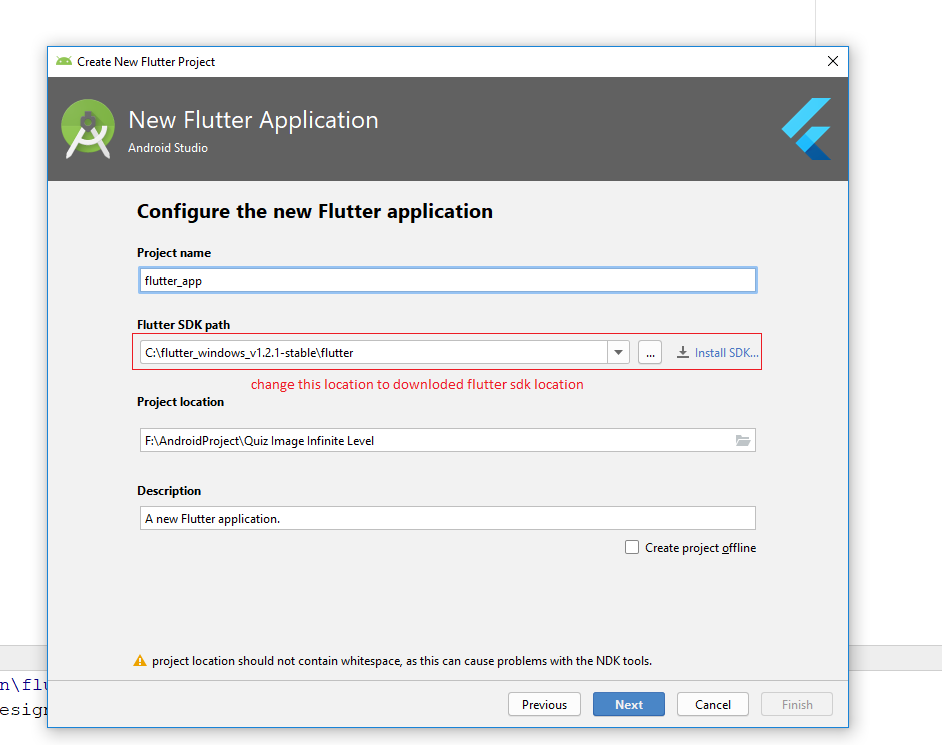 Create New Flutter Project
New Flutter Application
Android Studio
Configure the new Flutter application
Project name
flutter_app
Flutter SDK path
C:\flutter_windows_v1.2.1-stable\flutter
... Install SDK...
change this location to downloded flutter sdk location
Project location
F:\AndroidProject\Quiz Image Infinite Level
Description
A new Flutter application.
Create project offline
project location should not contain whitespace, as this can cause problems with the NDK tools.
n\flu
esign
Previous Next Cancel Finish